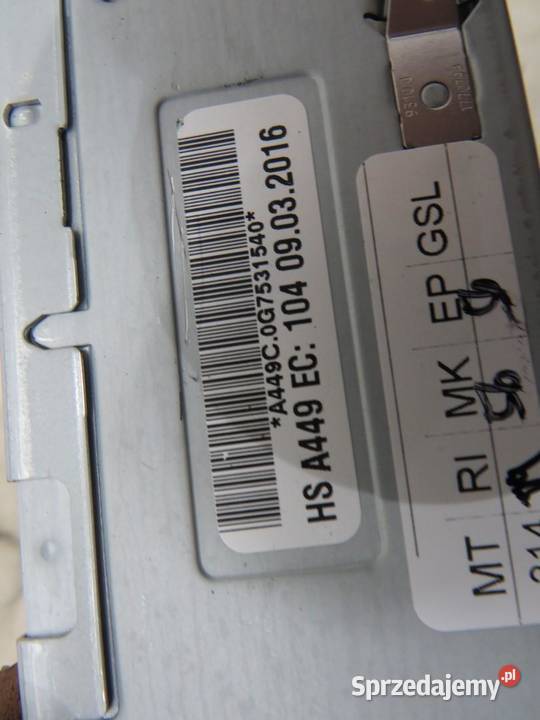 *A449C.0G7531540*
HS A449 EC: 104 09.03.2016
MT RI MK EP GSL
Sprzedajemy.pl